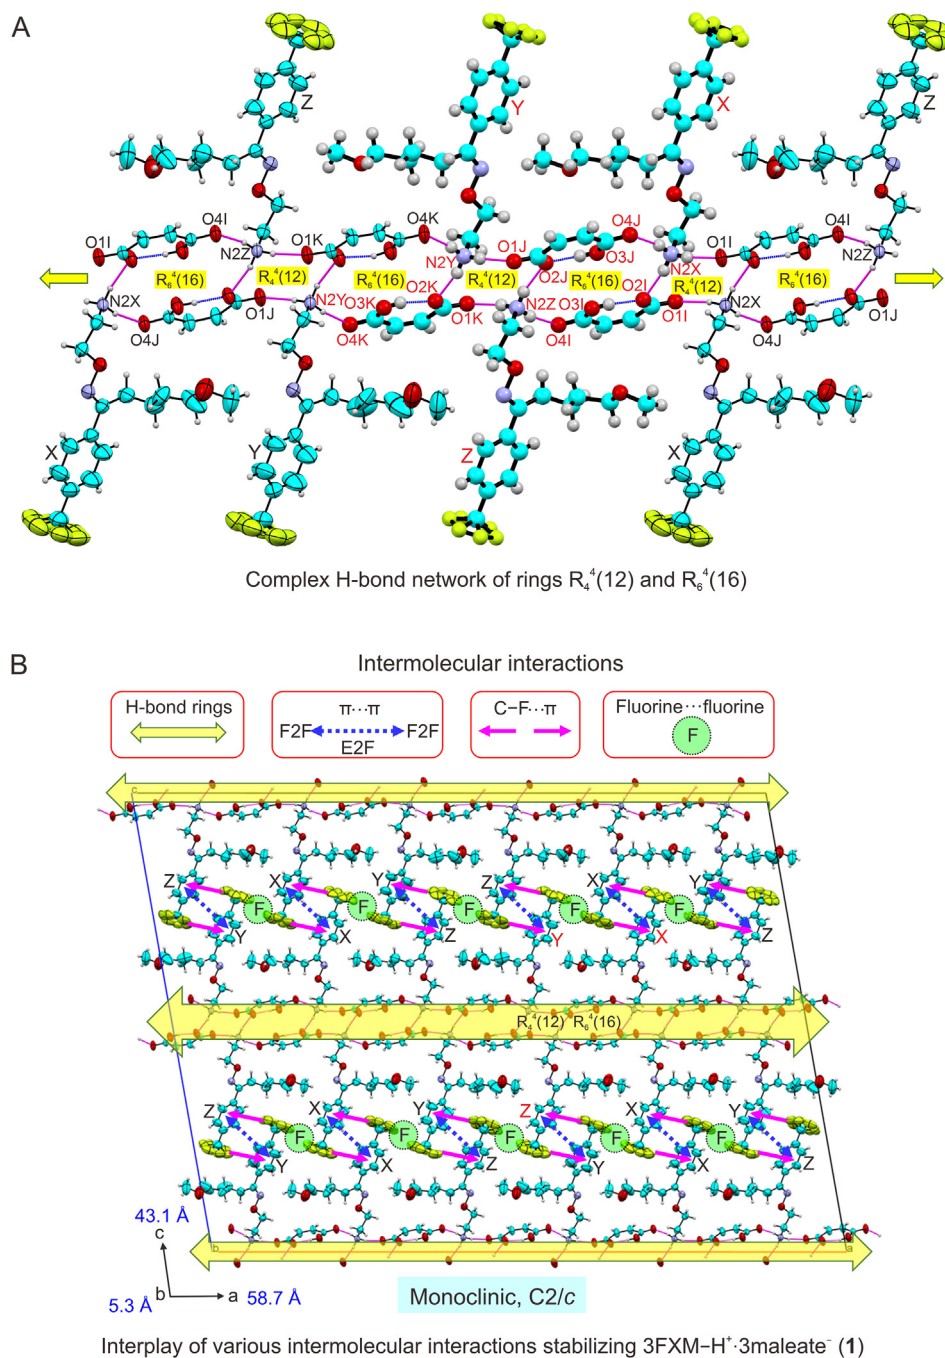 A
Z
Y
X
Z
O4I
O4K
O4J
O4I
O1I
N2Z
O1K
N2Y
O1J
O3J
N2X
O1I
N2Z
R₆⁴(16)
R₄⁴(12)
R₆⁴(16)
R₄⁴(12)
O2J
R₆⁴(16)
R₄⁴(12)
R₆⁴(16)
O2K
O2I
N2X
O1J
N2Y
O3K
O1K
N2Z
O3I
O1I
N2X
O1J
O4J
O4K
O4I
O4J
X
Y
Z
X
Complex H-bond network of rings R₄⁴(12) and R₆⁴(16)
B
Intermolecular interactions
H-bond rings
π···π
F2F
F2F
E2F
C−F···π
Fluorine···fluorine
F
c
Z
X
Y
Z
X
Y
F
F
F
F
F
Y
X
Z
Y
X
Z
R₄⁴(12) R₆⁴(16)
Z
X
Y
Z
X
Y
F
F
F
F
F
Y
X
Z
Y
X
Z
43.1 Å
c
b
a
b
a
5.3 Å
58.7 Å
Monoclinic, C2/c
Interplay of various intermolecular interactions stabilizing 3FXM−H⁺·3maleate⁻ (1)